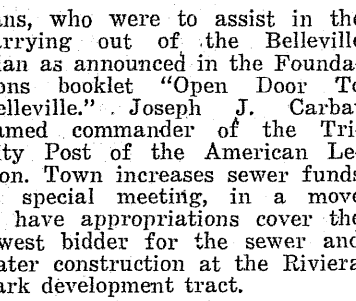 ans, who were to assist in the
arrying out of the Belleville
lan as announced in the Founda-
ons booklet "Open Door To
elleville." Joseph J. Carba-
amed commander of the Tri-
ity Post of the American Le-
on. Town increases sewer funds
special meeting, in a move
have appropriations cover the
west bidder for the sewer and
ater construction at the Riviera
ark development tract.